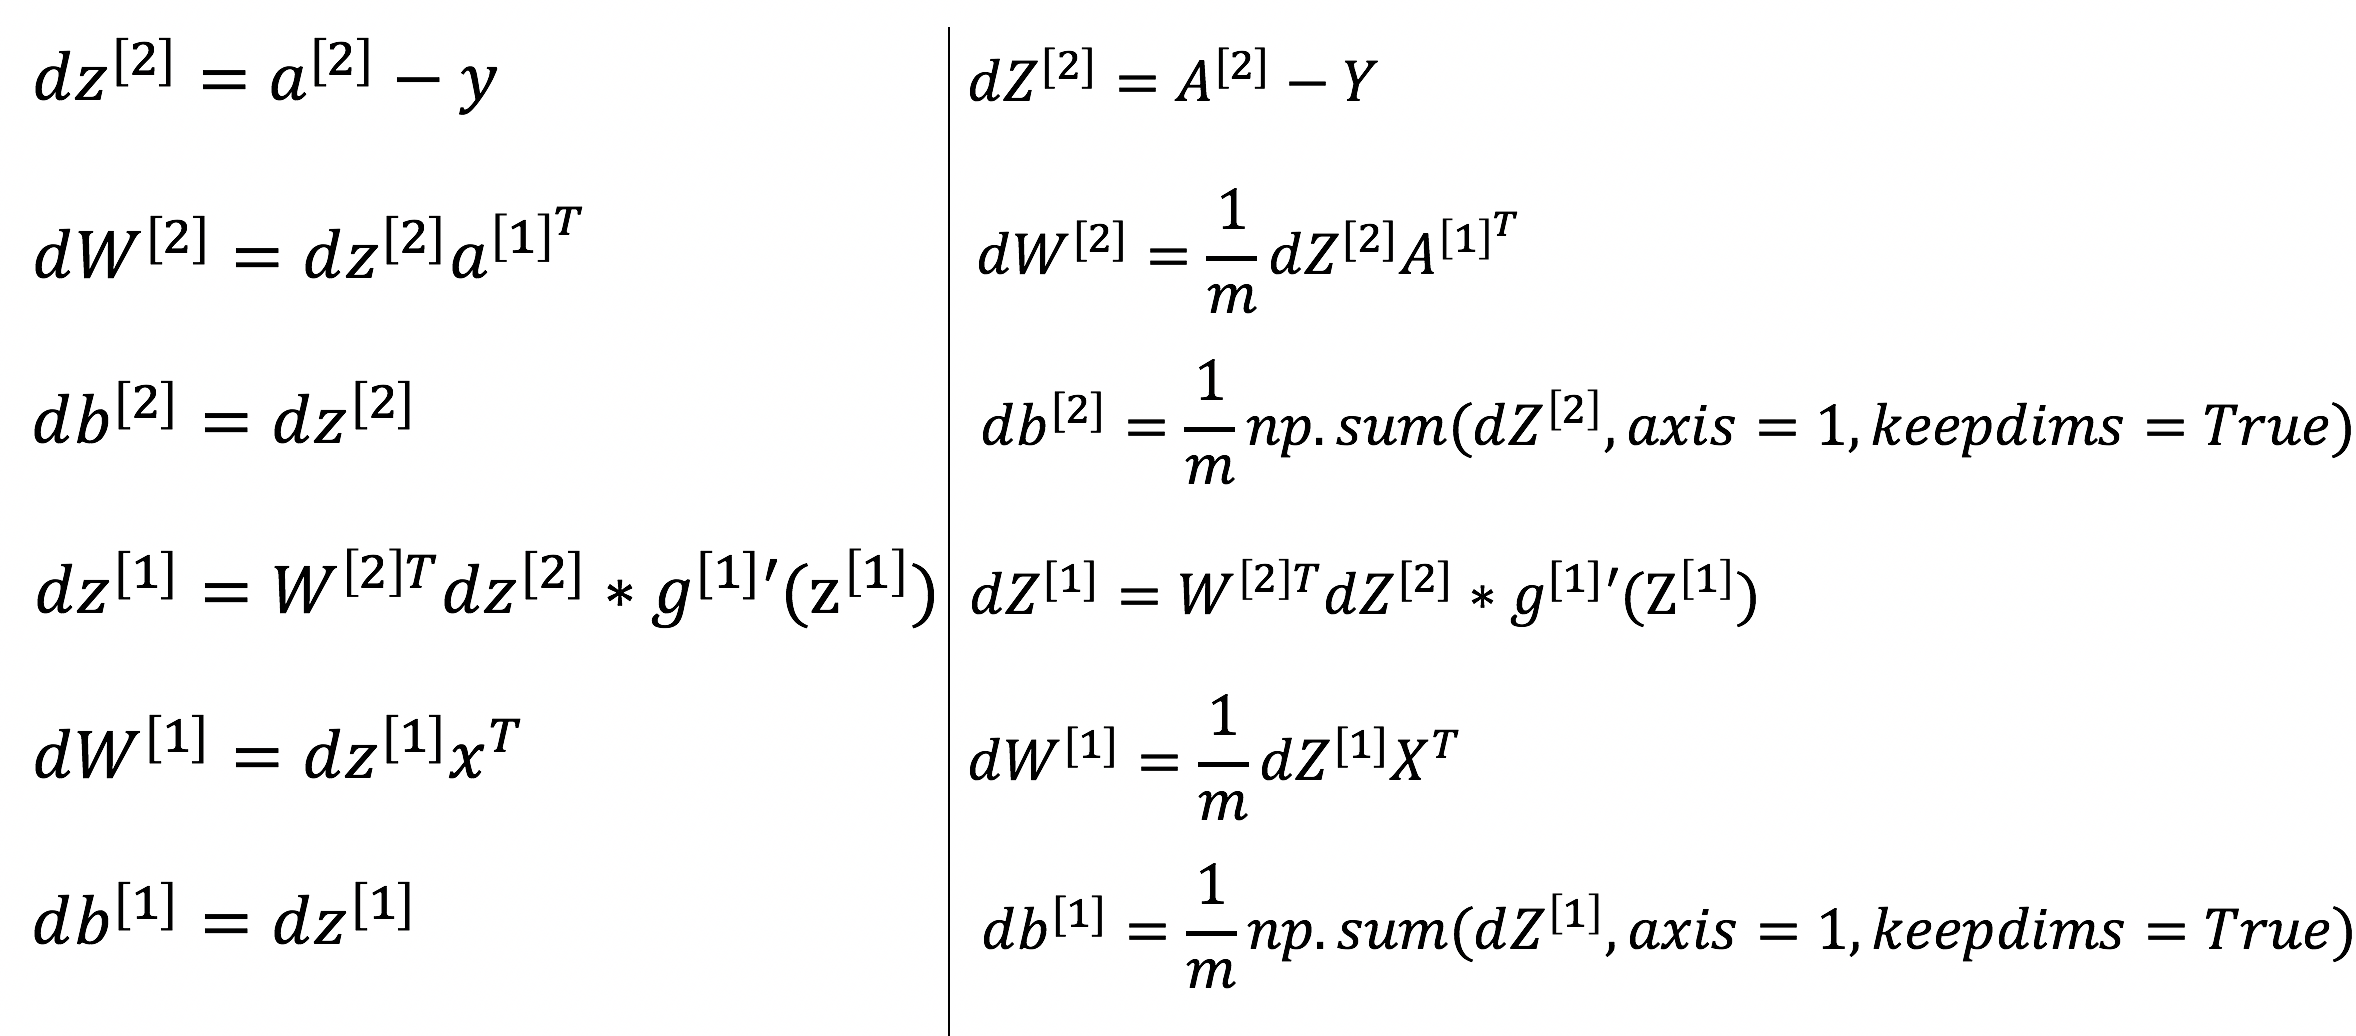 dz^[2] = a^[2] − y
dW^[2] = dz^[2]a^[1]^T
db^[2] = dz^[2]
dz^[1] = W^[2]T dz^[2] ∗ g^[1]′(z^[1])
dW^[1] = dz^[1]x^T
db^[1] = dz^[1]
dZ^[2] = A^[2] − Y
dW^[2] = 1/m dZ^[2]A^[1]^T
db^[2] = 1/m np.sum(dZ^[2], axis = 1, keepdims = True)
dZ^[1] = W^[2]T dZ^[2] ∗ g^[1]′(Z^[1])
dW^[1] = 1/m dZ^[1]X^T
db^[1] = 1/m np.sum(dZ^[1], axis = 1, keepdims = True)